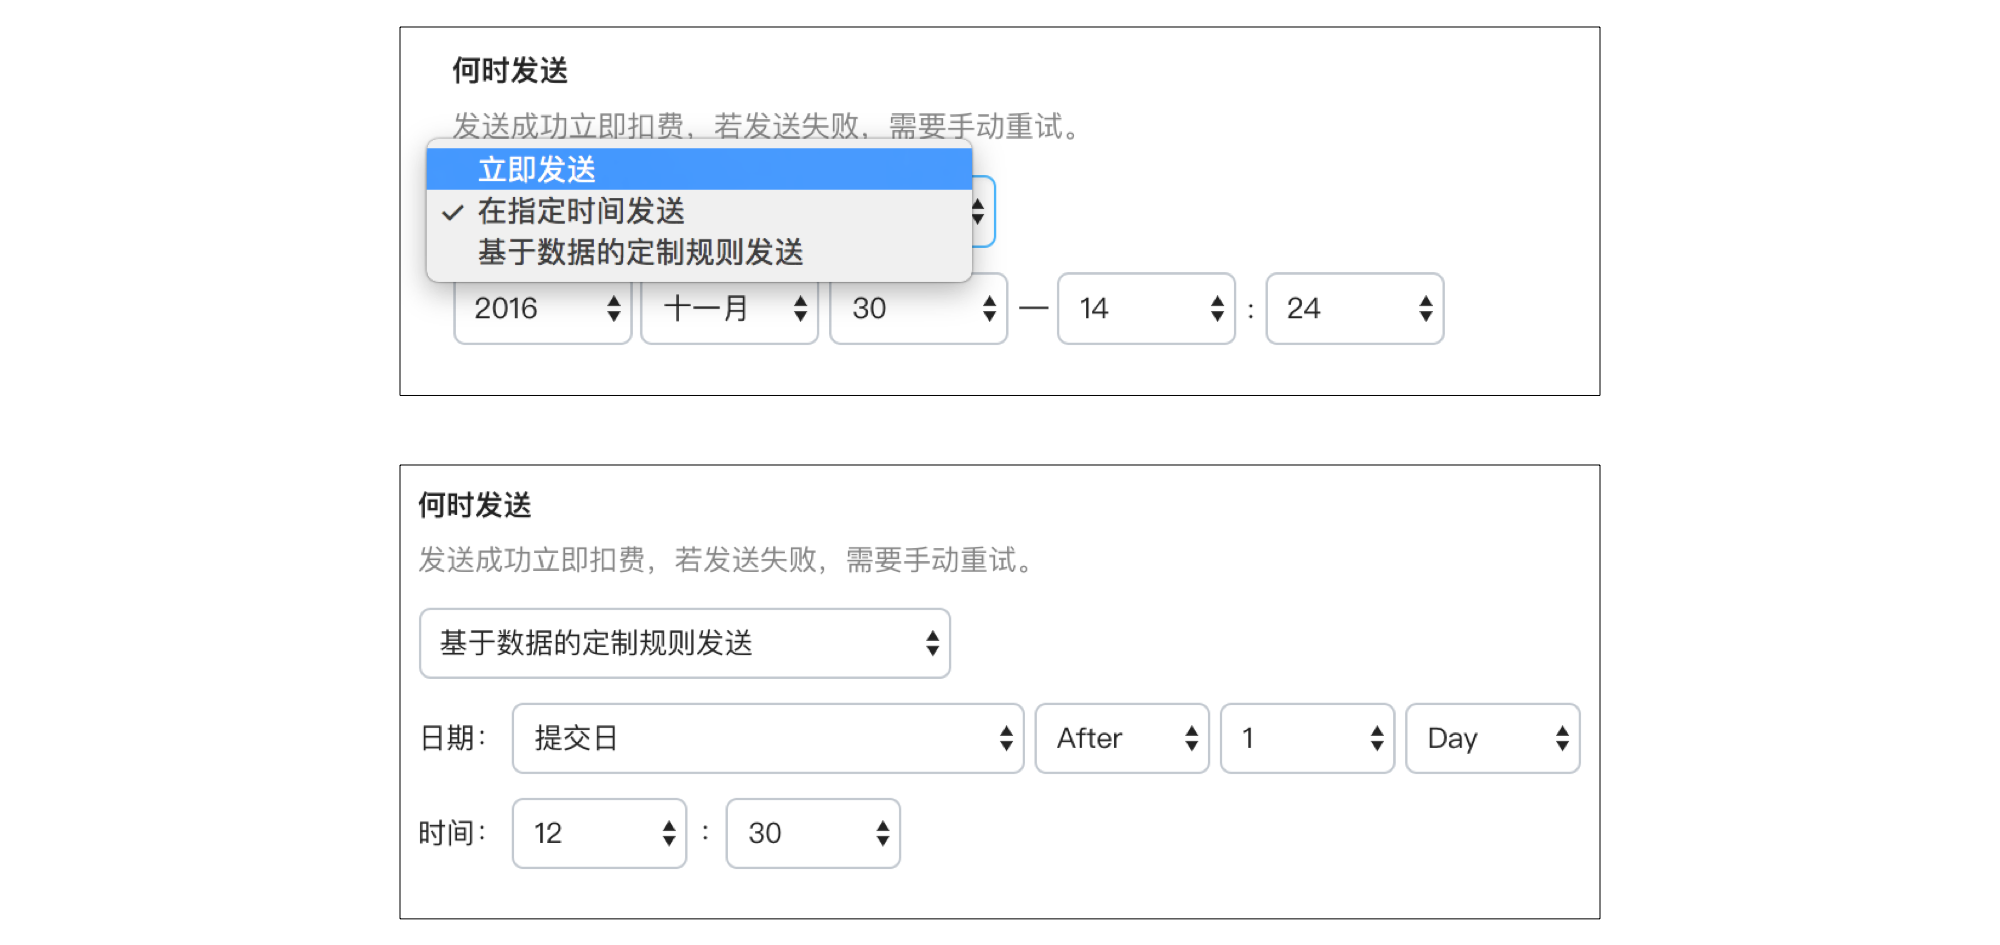 何时发送
发送成功立即扣费，若发送失败，需要手动重试。
立即发送
✓ 在指定时间发送
基于数据的定制规则发送
2016 十一月 30 — 14 : 24
何时发送
发送成功立即扣费，若发送失败，需要手动重试。
基于数据的定制规则发送
日期： 提交日 After 1 Day
时间： 12 : 30